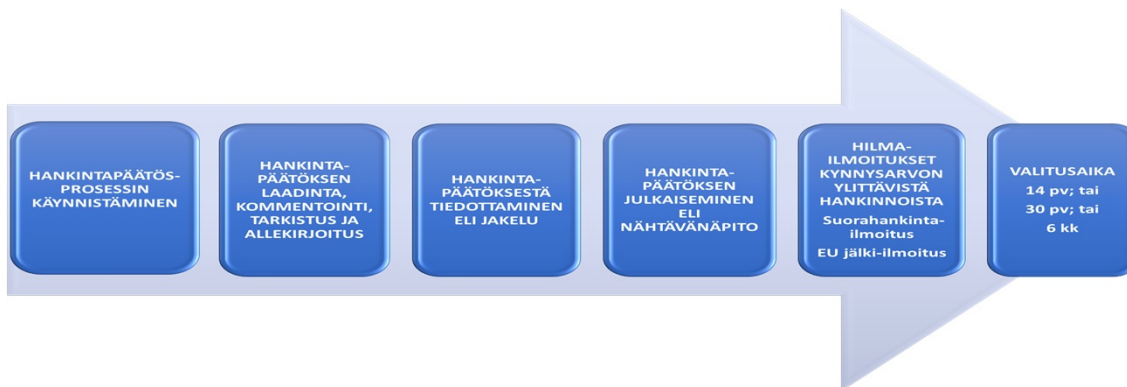 HANKINTAPÄÄTÖS-
PROSESSIN
KÄYNNISTÄMINEN
HANKINTA-
PÄÄTÖKSEN
LAADINTA,
KOMMENTOINTI,
TARKISTUS JA
ALLEKIRJOITUS
HANKINTA-
PÄÄTÖKSESTÄ
TIEDOTTAMINEN
ELI JAKELU
HANKINTA-
PÄÄTÖKSEN
JULKAISEMINEN
ELI
NÄHTÄVÄNÄPITO
HILMA-
ILMOITUKSET
KYNNYSARVON
YLITTÄVISTÄ
HANKINNOISTA
Suorahankinta-
ilmoitus
EU jälki-ilmoitus
VALITUSAIKA
14 pv; tai
30 pv; tai
6 kk